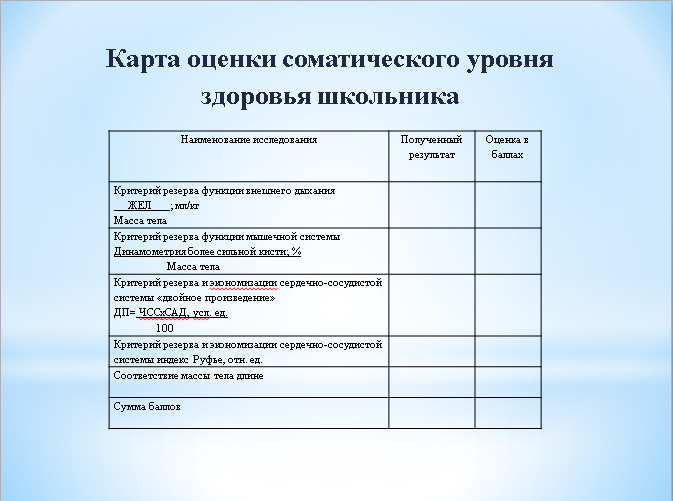 Карта оценки соматического уровня
здоровья школьника
Наименование исследования
Полученный
результат
Оценка в
баллах
Критерий резерва функции внешнего дыхания
ЖЕЛ ; мл/кг
Масса тела
Критерий резерва функции мышечной системы
Динамометрия более сильной кисти; %
Масса тела
Критерий резерва и экономизации сердечно-сосудистой
системы «двойное произведение»
ДП= ЧССхСАД, усл. ед.
100
Критерий резерва и экономизации сердечно-сосудистой
системы индекс Руфье, отн. ед.
Соответствие массы тела длине
Сумма баллов